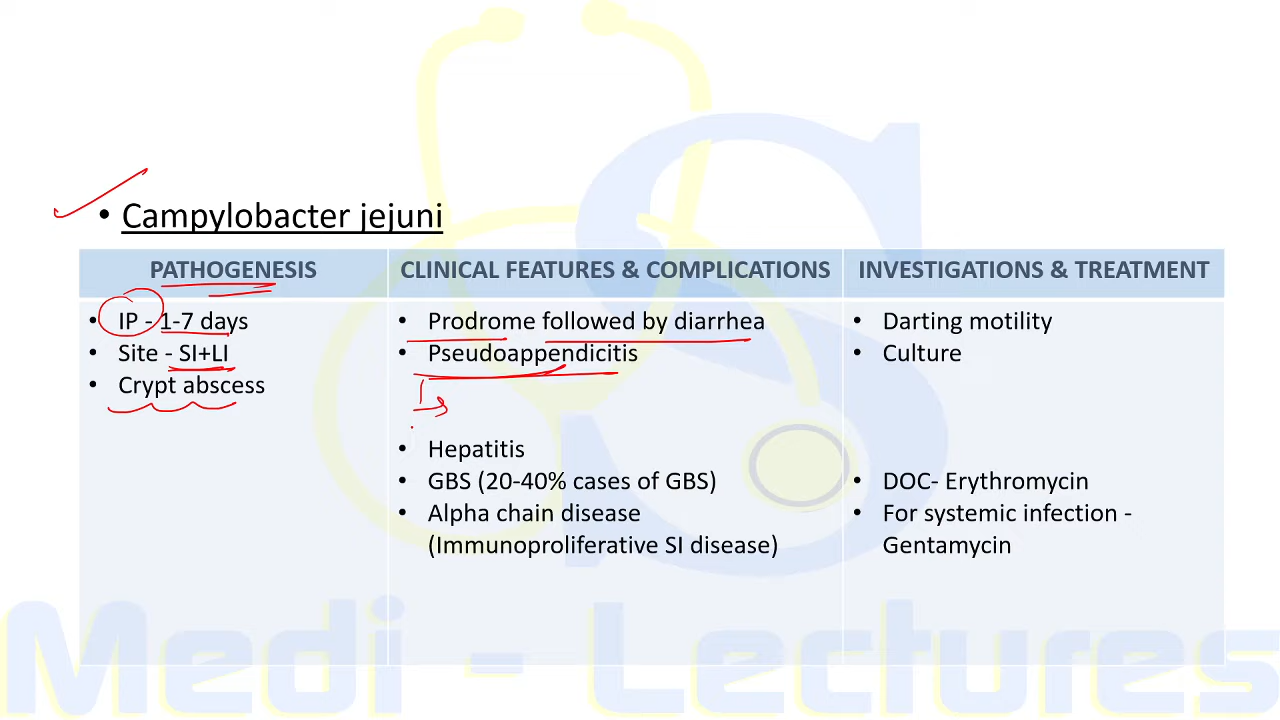 • Campylobacter jejuni
PATHOGENESIS
CLINICAL FEATURES & COMPLICATIONS
INVESTIGATIONS & TREATMENT
• IP - 1-7 days
• Site - SI+LI
• Crypt abscess
• Prodrome followed by diarrhea
• Pseudoappendicitis
• Hepatitis
• GBS (20-40% cases of GBS)
• Alpha chain disease
(Immunoproliferative SI disease)
• Darting motility
• Culture
• DOC- Erythromycin
• For systemic infection -
Gentamycin
Medi - Lectures